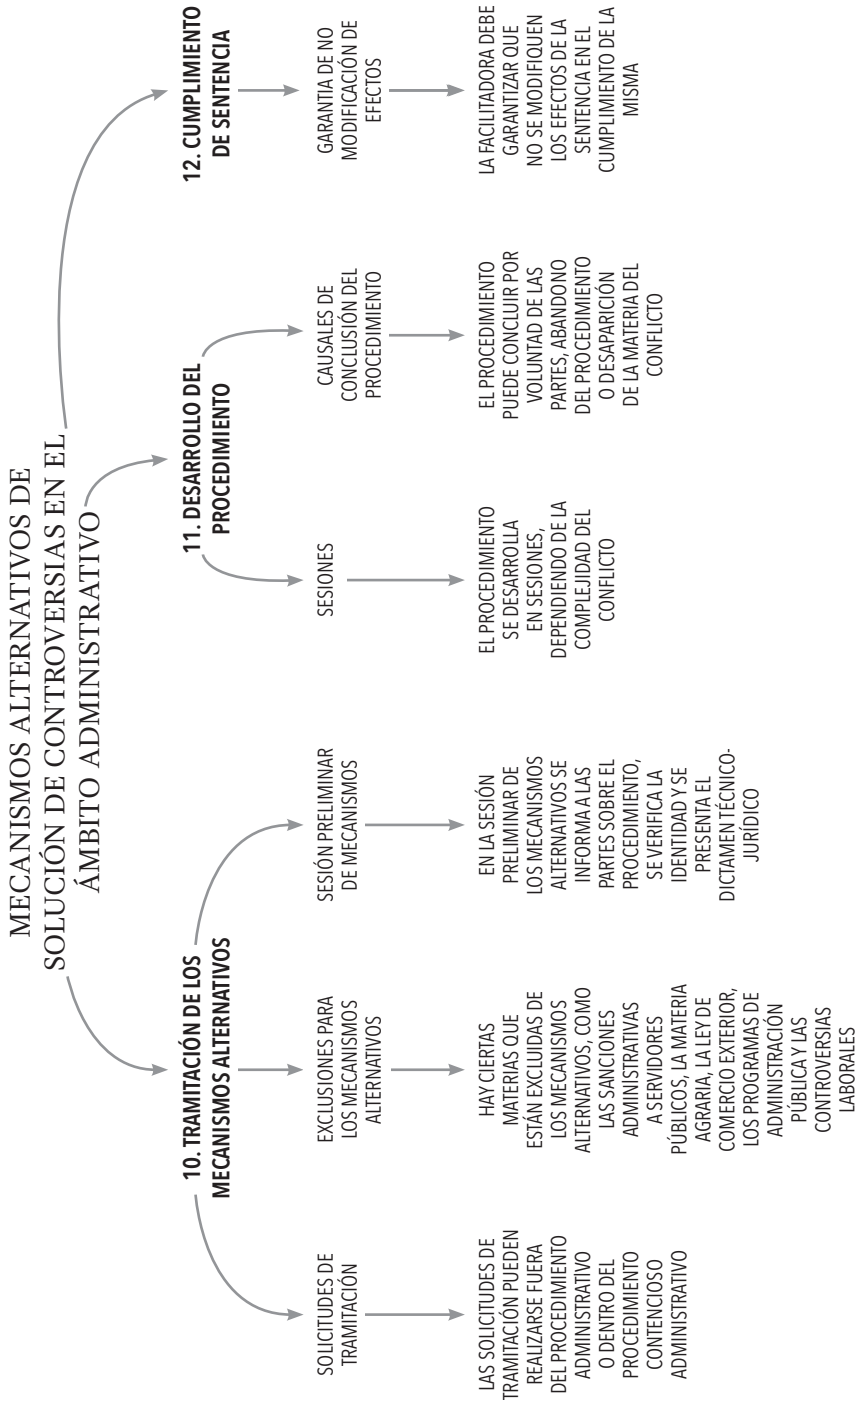 MECANISMOS ALTERNATIVOS DE
SOLUCIÓN DE CONTROVERSIAS EN EL
ÁMBITO ADMINISTRATIVO
10. TRAMITACIÓN DE LOS
MECANISMOS ALTERNATIVOS
SOLICITUDES DE
TRAMITACIÓN
LAS SOLICITUDES DE
TRAMITACIÓN PUEDEN
REALIZARSE FUERA
DEL PROCEDIMIENTO
ADMINISTRATIVO
O DENTRO DEL
PROCEDIMIENTO
CONTENCIOSO
ADMINISTRATIVO
EXCLUSIONES PARA
LOS MECANISMOS
ALTERNATIVOS
HAY CIERTAS
MATERIAS QUE
ESTÁN EXCLUIDAS DE
LOS MECANISMOS
ALTERNATIVOS, COMO
LAS SANCIONES
ADMINISTRATIVAS
A SERVIDORES
PÚBLICOS, LA MATERIA
AGRARIA, LA LEY DE
COMERCIO EXTERIOR,
LOS PROGRAMAS DE
ADMINISTRACIÓN
PÚBLICA Y LAS
CONTROVERSIAS
LABORALES
SESIÓN PRELIMINAR
DE MECANISMOS
EN LA SESIÓN
PRELIMINAR DE
LOS MECANISMOS
ALTERNATIVOS SE
INFORMA A LAS
PARTES SOBRE EL
PROCEDIMIENTO,
SE VERIFICA LA
IDENTIDAD Y SE
PRESENTA EL
DICTAMEN TÉCNICO-
JURÍDICO
11. DESARROLLO DEL
PROCEDIMIENTO
SESIONES
EL PROCEDIMIENTO
SE DESARROLLA
EN SESIONES,
DEPENDIENDO DE LA
COMPLEJIDAD DEL
CONFLICTO
CAUSALES DE
CONCLUSIÓN DEL
PROCEDIMIENTO
EL PROCEDIMIENTO
PUEDE CONCLUIR POR
VOLUNTAD DE LAS
PARTES, ABANDONO
DEL PROCEDIMIENTO
O DESAPARICIÓN
DE LA MATERIA DEL
CONFLICTO
12. CUMPLIMIENTO
DE SENTENCIA
GARANTIA DE NO
MODIFICACIÓN DE
EFECTOS
LA FACILITADORA DEBE
GARANTIZAR QUE
NO SE MODIFIQUEN
LOS EFECTOS DE LA
SENTENCIA EN EL
CUMPLIMIENTO DE LA
MISMA